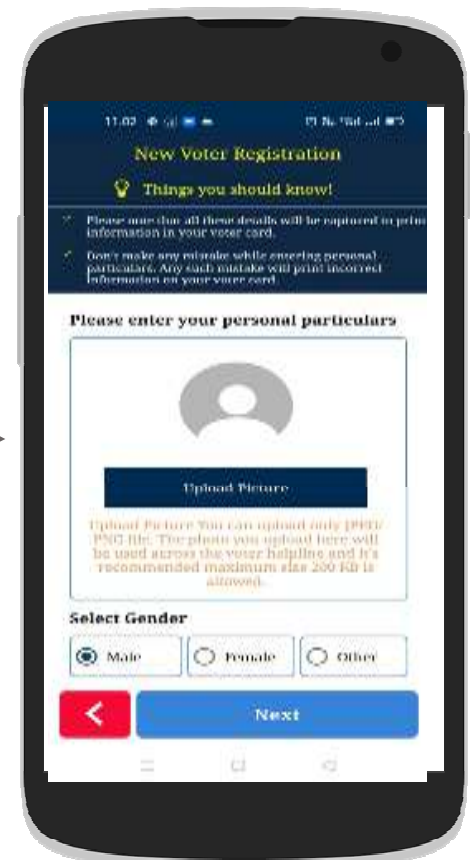 11.02
New Voter Registration
Things you should know!
Please note that all these details will be captured to print
information in your voter card.
Don't make any mistake while entering personal
particulars. Any such mistake will print incorrect
information on your voter card.
Please enter your personal particulars
Upload Picture
Upload Picture You can upload only JPEG/
PNG file. The photo you upload here will
be used across the voter helpline and it's
recommended maximum size 200 KB is
allowed.
Select Gender
Male Female Other
Next